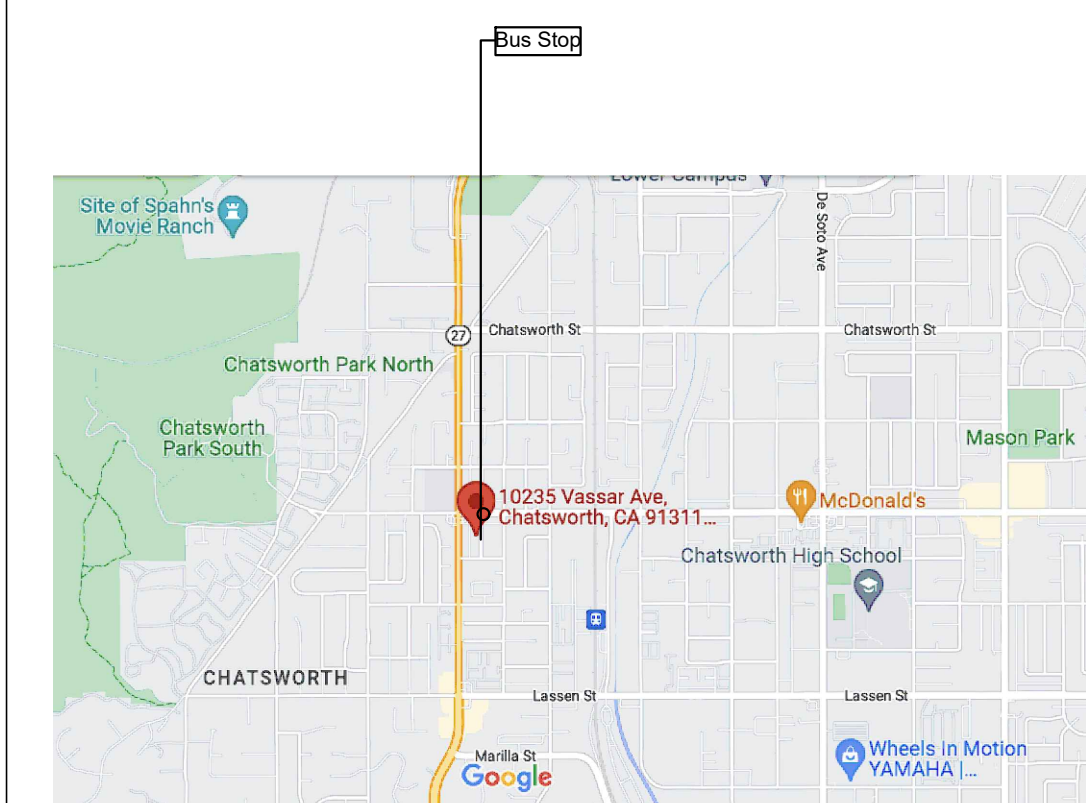 Bus Stop
Lower Campus
Site of Spahn's
Movie Ranch
De Soto Ave
27
Chatsworth St
Chatsworth St
Chatsworth Park North
Chatsworth
Park South
Mason Park
10235 Vassar Ave,
Chatsworth, CA 91311...
McDonald's
Chatsworth High School
CHATSWORTH
Lassen St
Lassen St
Marilla St
Google
Wheels In Motion
YAMAHA |...